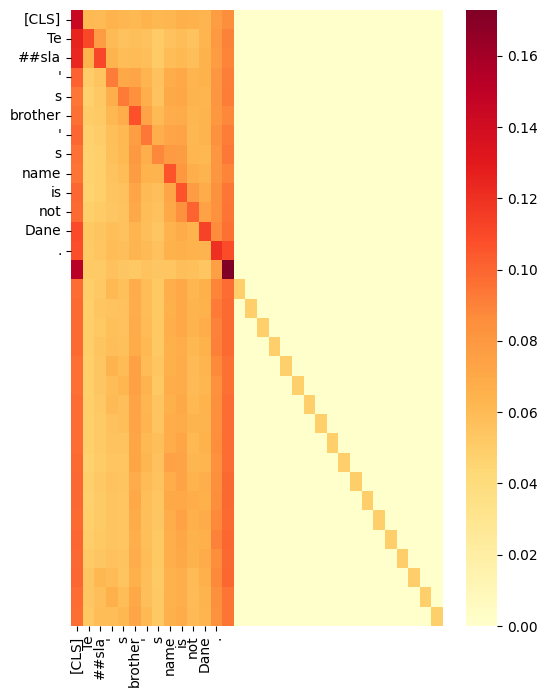 [CLS]
Te
##sla
'
s
brother
'
s
name
is
not
Dane
.
0.16
0.14
0.12
0.10
0.08
0.06
0.04
0.02
0.00
[CLS]
Te
##sla
'
s
brother
'
s
name
is
not
Dane
.